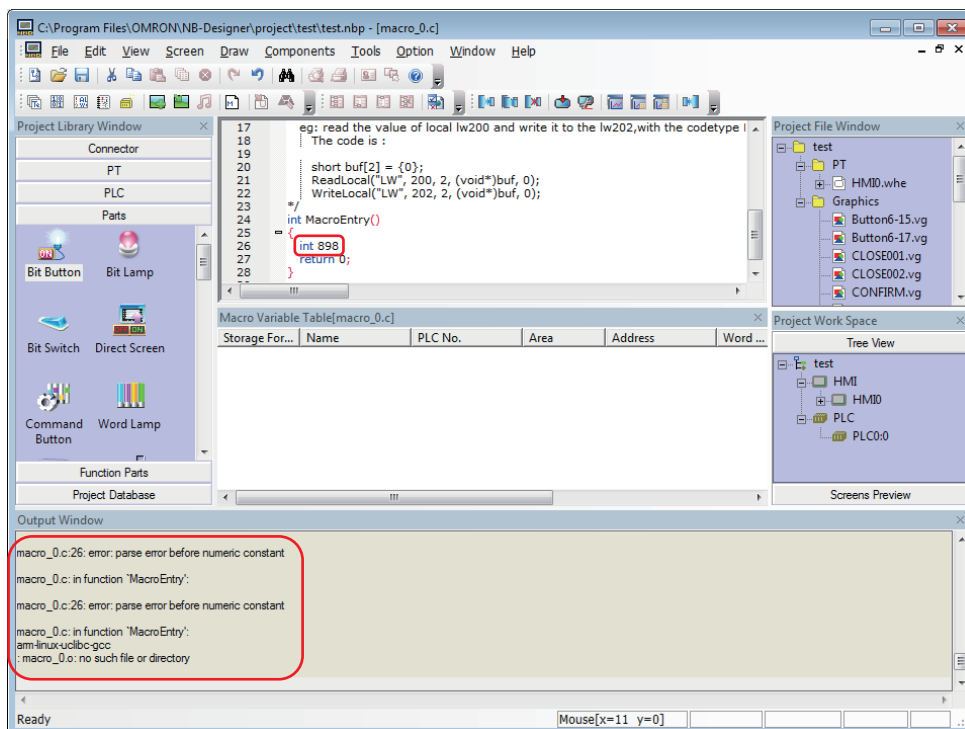 C:\Program Files\OMRON\NB-Designer\project\test\test.nbp - [macro_0.c]
File Edit View Screen Draw Components Tools Option Window Help
Project Library Window
Connector
PT
PLC
Parts
Bit Button Bit Lamp
Bit Switch Direct Screen
Command Button Word Lamp
Function Parts
Project Database
17 eg: read the value of local lw200 and write it to the lw202,with the codetype
18 The code is :
19
20 short buf[2] = {0};
21 ReadLocal("LW", 200, 2, (void*)buf, 0);
22 WriteLocal("LW", 202, 2, (void*)buf, 0);
23 */
24 int MacroEntry()
25 {
26 int 898
27 return 0;
28 }
Macro Variable Table[macro_0.c]
Storage For... Name PLC No. Area Address Word ...
Project File Window
test
PT
HMI0.whe
Graphics
Button6-15.vg
Button6-17.vg
CLOSE001.vg
CLOSE002.vg
CONFIRM.vg
Project Work Space
Tree View
test
HMI
HMI0
PLC
PLC0:0
Screens Preview
Output Window
macro_0.c:26: error: parse error before numeric constant
macro_0.c: in function `MacroEntry':
macro_0.c:26: error: parse error before numeric constant
macro_0.c: in function `MacroEntry':
arm-linux-uclibc-gcc
: macro_0.o: no such file or directory
Ready Mouse[x=11 y=0]